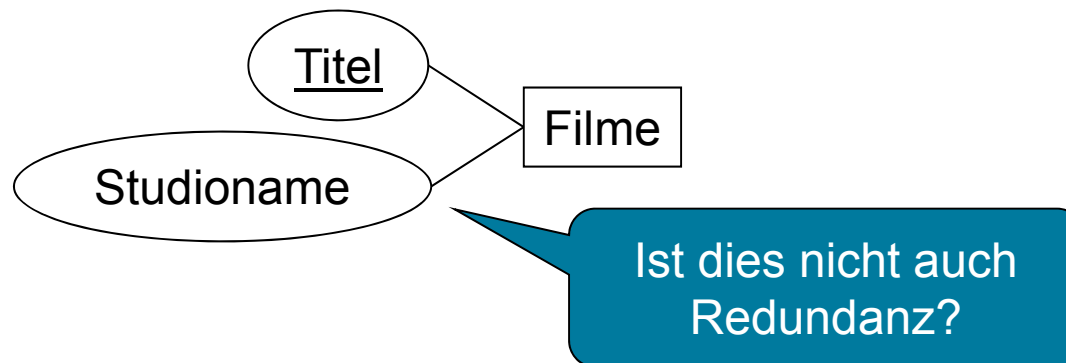 Titel
Filme
Studioname
Ist dies nicht auch
Redundanz?